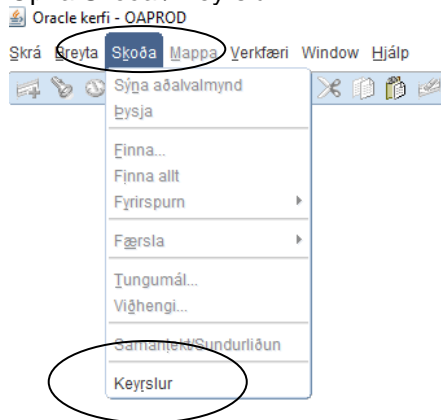 Oracle kerfi - OAPROD
Skrá Breyta Skoða Mappa Verkfæri Window Hjálp
Sýna aðalvalmynd
Þysja
Finna...
Finna allt
Fyrirspurn
Færsla
Tungumál...
Viðhengi...
Samantekt/Sundurliðun
Keyrslur